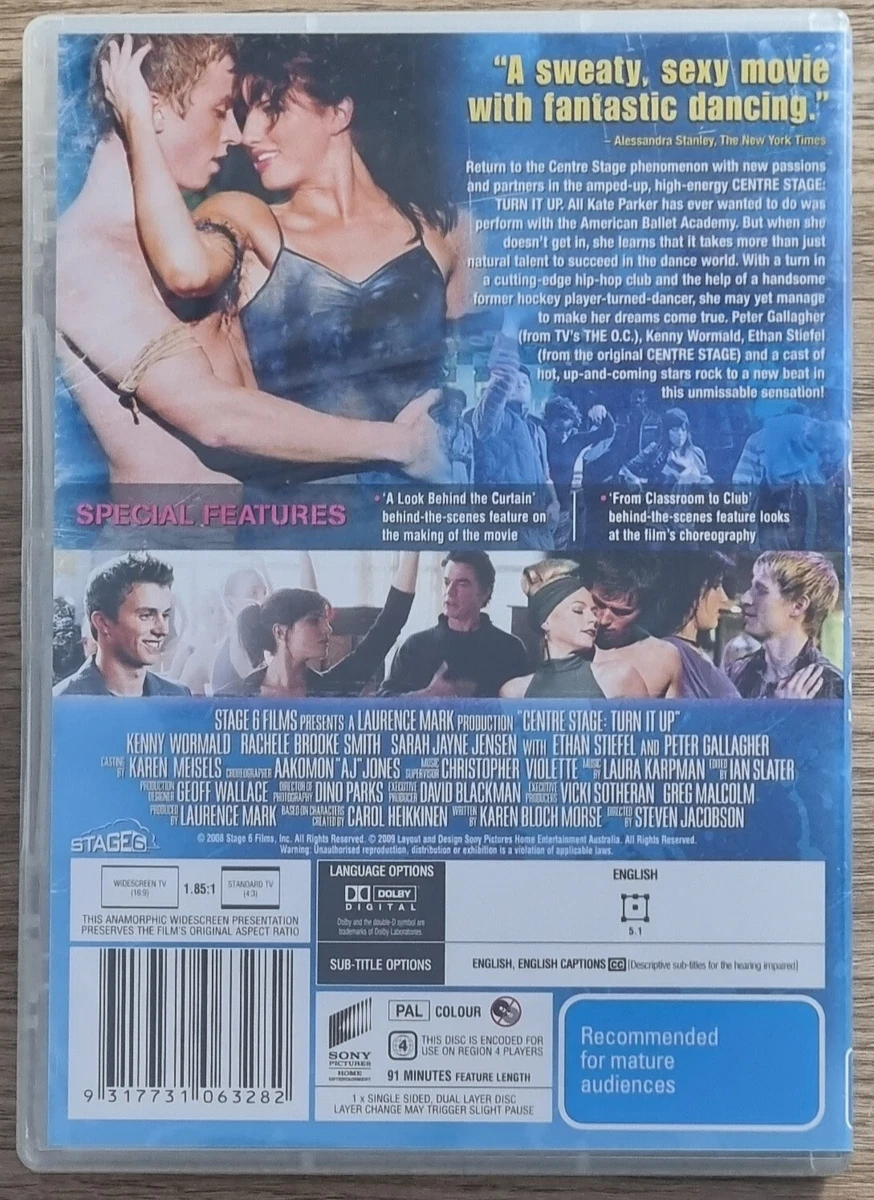 “A sweaty, sexy movie
with fantastic dancing.”
– Alessandra Stanley, The New York Times
Return to the Centre Stage phenomenon with new passions
and partners in the amped-up, high-energy CENTRE STAGE:
TURN IT UP. All Kate Parker has ever wanted to do was
perform with the American Ballet Academy. But when she
doesn't get in, she learns that it takes more than just
natural talent to succeed in the dance world. With a turn in
a cutting-edge hip-hop club and the help of a handsome
former hockey player-turned-dancer, she may yet manage
to make her dreams come true. Peter Gallagher
(from TV's THE O.C.), Kenny Wormald, Ethan Stiefel
(from the original CENTRE STAGE) and a cast of
hot, up-and-coming stars rock to a new beat in
this unmissable sensation!
SPECIAL FEATURES
• 'A Look Behind the Curtain'
behind-the-scenes feature on
the making of the movie
• 'From Classroom to Club'
behind-the-scenes feature looks
at the film's choreography
STAGE 6 FILMS PRESENTS A LAURENCE MARK PRODUCTION "CENTRE STAGE: TURN IT UP"
KENNY WORMALD RACHELE BROOKE SMITH SARAH JAYNE JENSEN WITH ETHAN STIEFEL AND PETER GALLAGHER
CASTING BY KAREN MEISELS CHOREOGRAPHER AAKOMON "AJ" JONES MUSIC SUPERVISOR CHRISTOPHER VIOLETTE MUSIC BY LAURA KARPMAN EDITED BY IAN SLATER
PRODUCTION DESIGNER GEOFF WALLACE DIRECTOR OF PHOTOGRAPHY DINO PARKS EXECUTIVE PRODUCER DAVID BLACKMAN EXECUTIVE PRODUCERS VICKI SOTHERAN GREG MALCOLM
PRODUCED BY LAURENCE MARK BASED ON CHARACTERS CREATED BY CAROL HEIKKINEN WRITTEN BY KAREN BLOCH MORSE DIRECTED BY STEVEN JACOBSON
STAGE 6
© 2008 Stage 6 Films, Inc. All Rights Reserved. © 2009 Layout and Design Sony Pictures Home Entertainment Australia. All Rights Reserved.
Warning: Unauthorised reproduction, distribution or exhibition is a violation of applicable laws.
WIDESCREEN TV
(16:9)
1.85:1
STANDARD TV
(4:3)
THIS ANAMORPHIC WIDESCREEN PRESENTATION
PRESERVES THE FILM'S ORIGINAL ASPECT RATIO
LANGUAGE OPTIONS
DOLBY
DIGITAL
Dolby and the double-D symbol are
trademarks of Dolby Laboratories.
ENGLISH
5.1
SUB-TITLE OPTIONS
ENGLISH, ENGLISH CAPTIONS CC (Descriptive sub-titles for the hearing impaired)
9 317731 063282
SONY
PICTURES
HOME
ENTERTAINMENT
PAL COLOUR
4
THIS DISC IS ENCODED FOR
USE ON REGION 4 PLAYERS
91 MINUTES FEATURE LENGTH
1 x SINGLE SIDED, DUAL LAYER DISC
LAYER CHANGE MAY TRIGGER SLIGHT PAUSE
Recommended
for mature
audiences